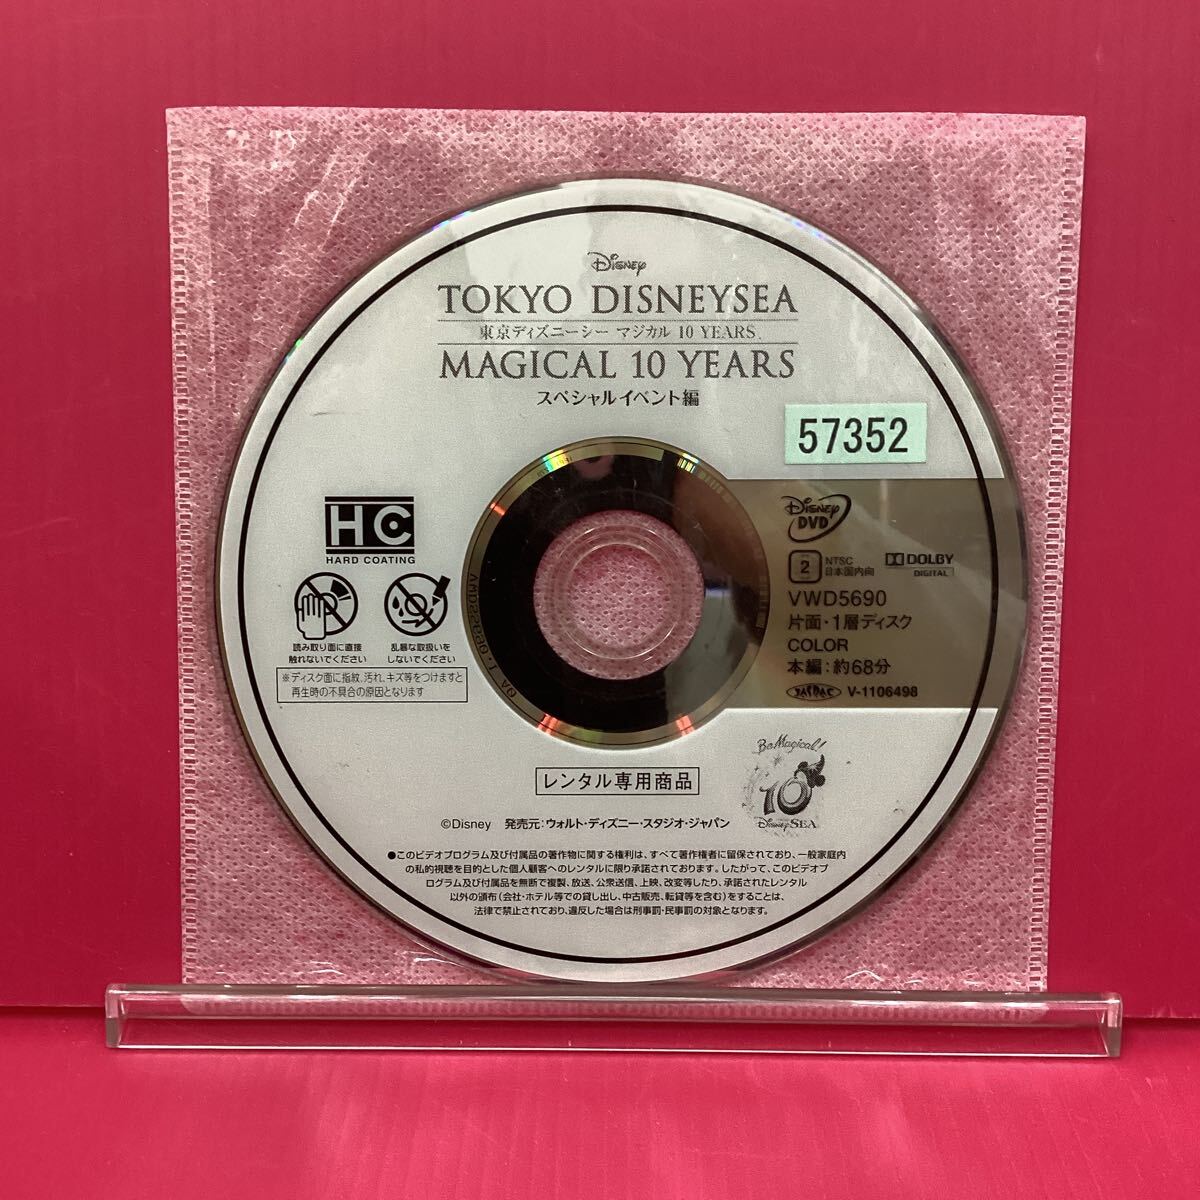 Disney
TOKYO DISNEYSEA
東京ディズニーシー マジカル 10 YEARS
MAGICAL 10 YEARS
スペシャルイベント編
57352
HC
HARD COATING
読み取り面に直接
触れないでください
乱暴な取扱いを
しないでください
※ディスク面に指紋、汚れ、キズ等をつけますと
再生時の不具合の原因となります
Disney
DVD
2
NTSC
日本国内向
DOLBY
DIGITAL
VWD5690
片面・1層ディスク
COLOR
本編：約68分
V-1106498
レンタル専用商品
Be Magical!
10
Disney SEA
©Disney 発売元：ウォルト・ディズニー・スタジオ・ジャパン
●このビデオプログラム及び付属品の著作物に関する権利は、すべて著作権者に留保されており、一般家庭内
の私的視聴を目的とした個人顧客へのレンタルに限り承諾されております。したがって、このビデオプ
ログラム及び付属品を無断で複製、放送、公衆送信、上映、改変等したり、承諾されたレンタル
以外の頒布（会社・ホテル等での貸し出し、中古販売、転貸等を含む）をすることは、
法律で禁止されており、違反した場合は刑事罰・民事罰の対象となります。